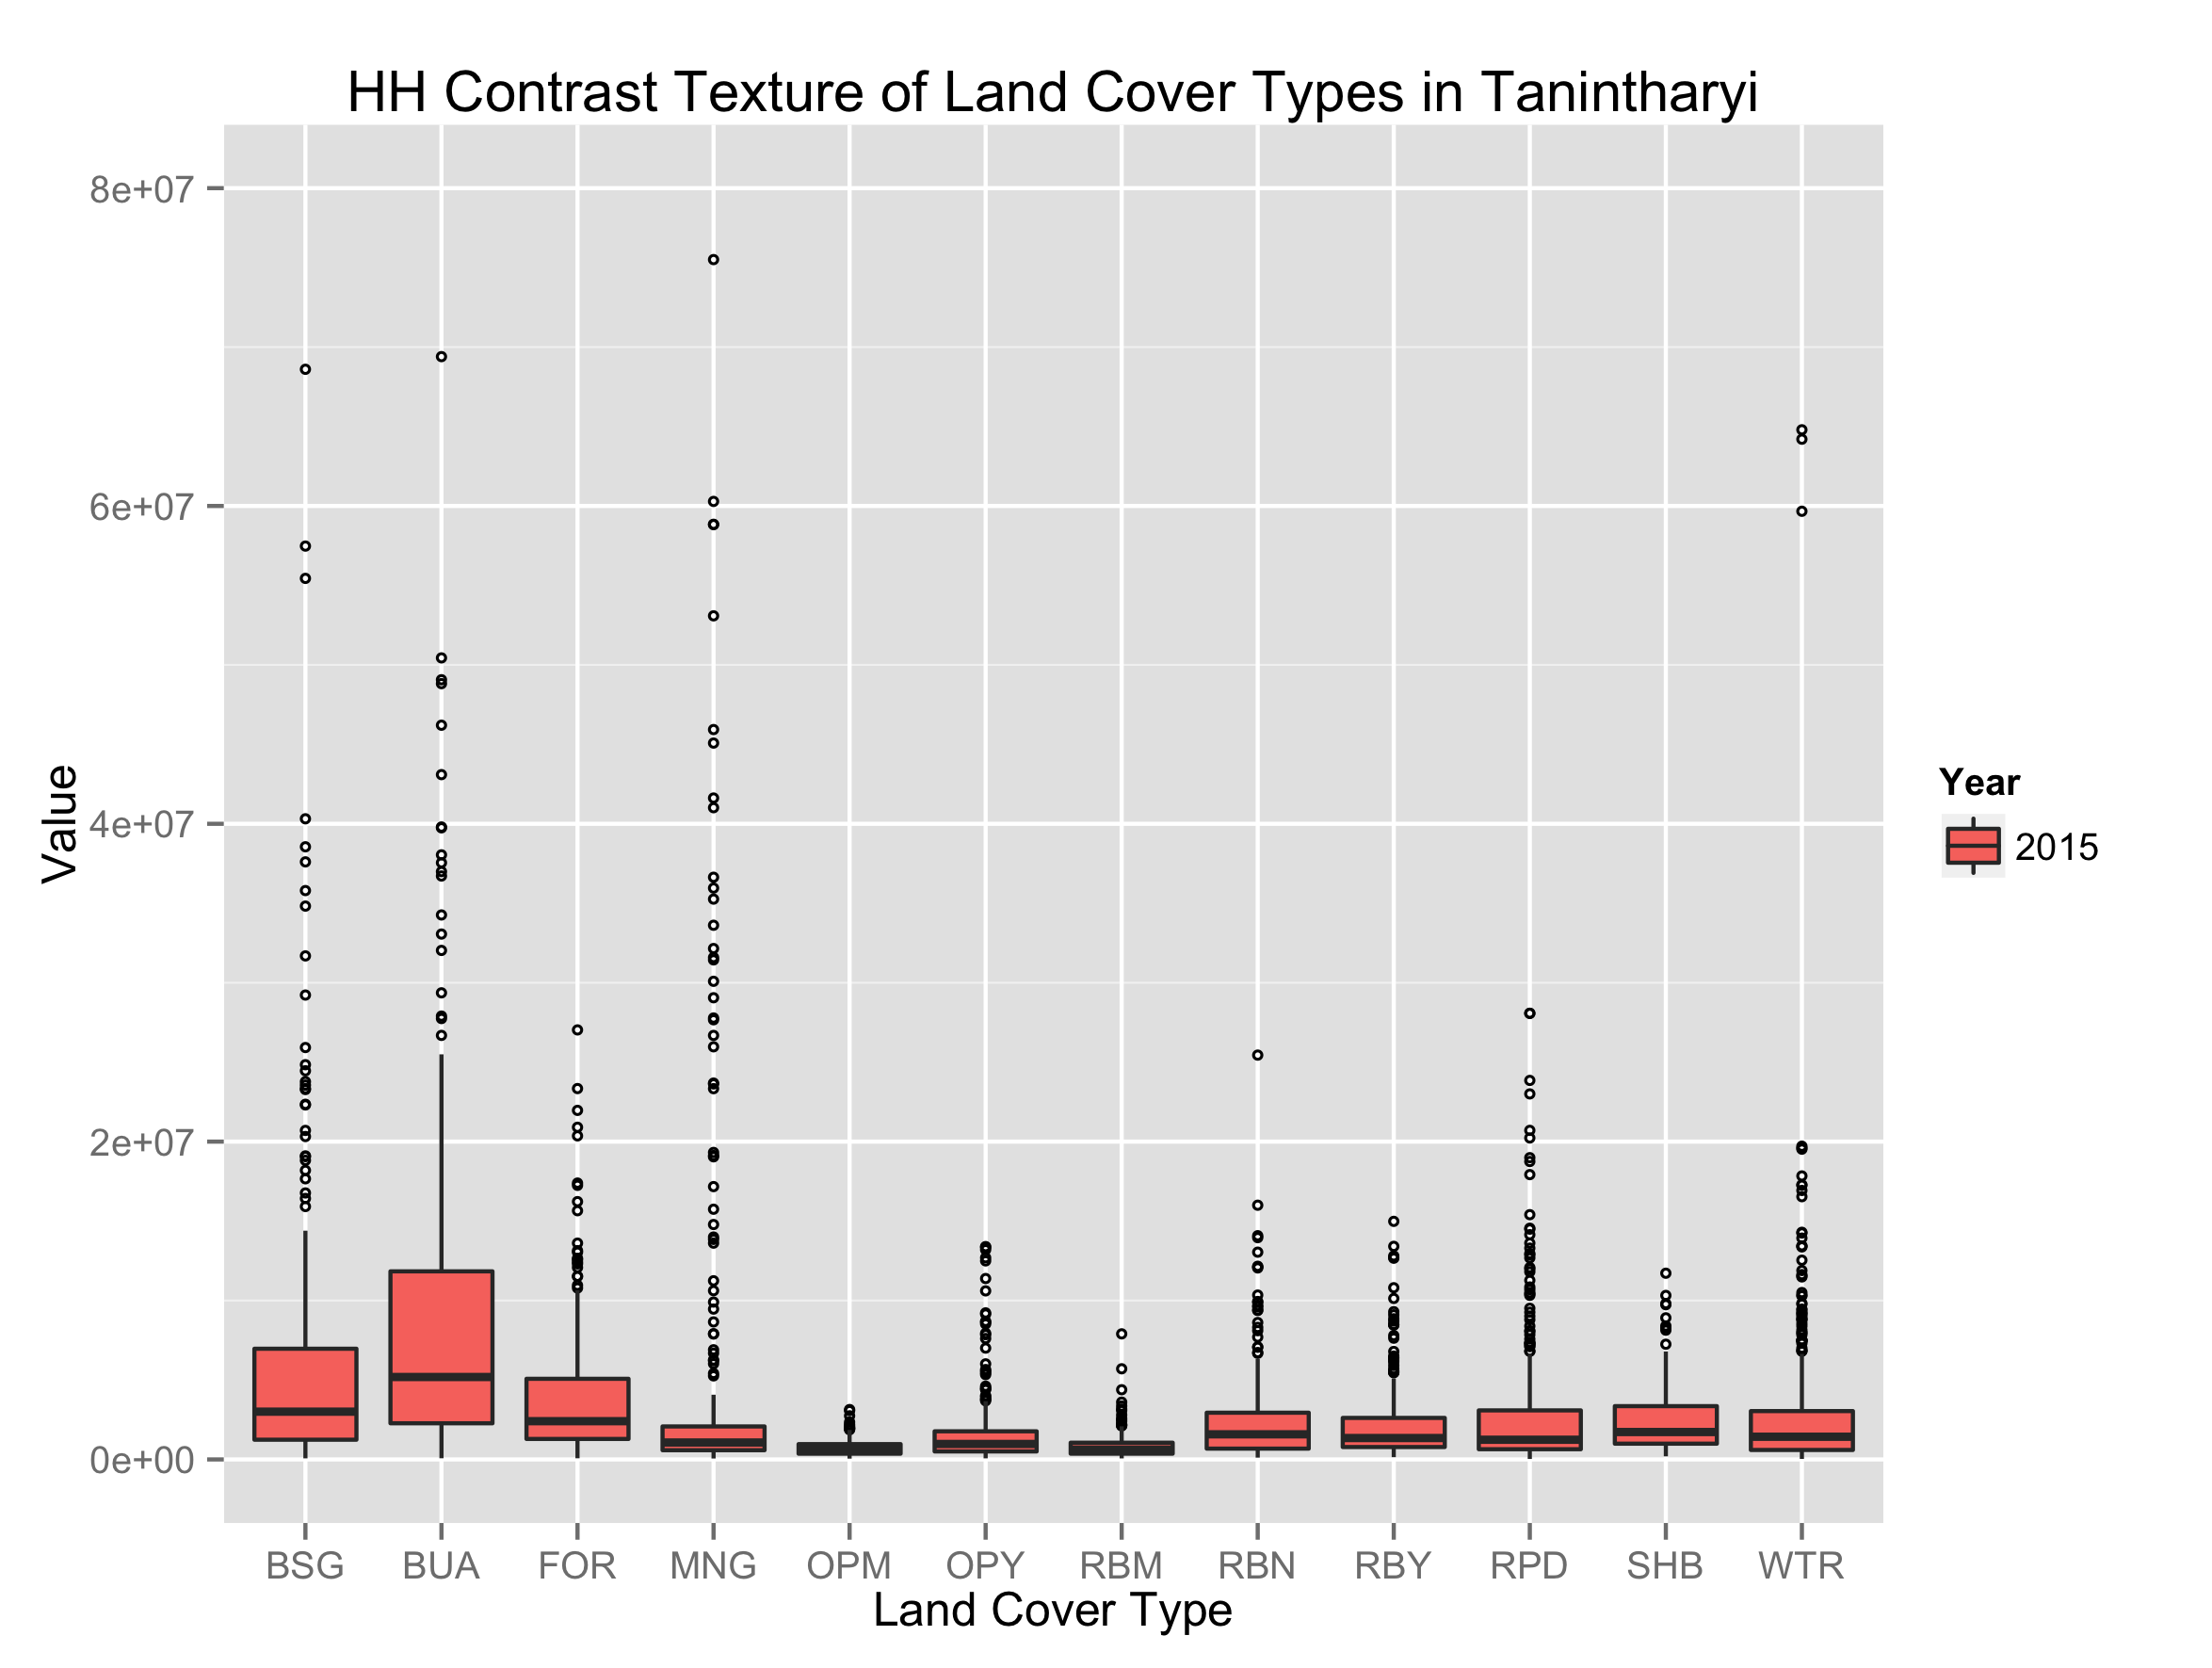 HH Contrast Texture of Land Cover Types in Tanintharyi
8e+07
6e+07
4e+07
2e+07
0e+00
Value
BSG BUA FOR MNG OPM OPY RBM RBN RBY RPD SHB WTR
Land Cover Type
Year
2015